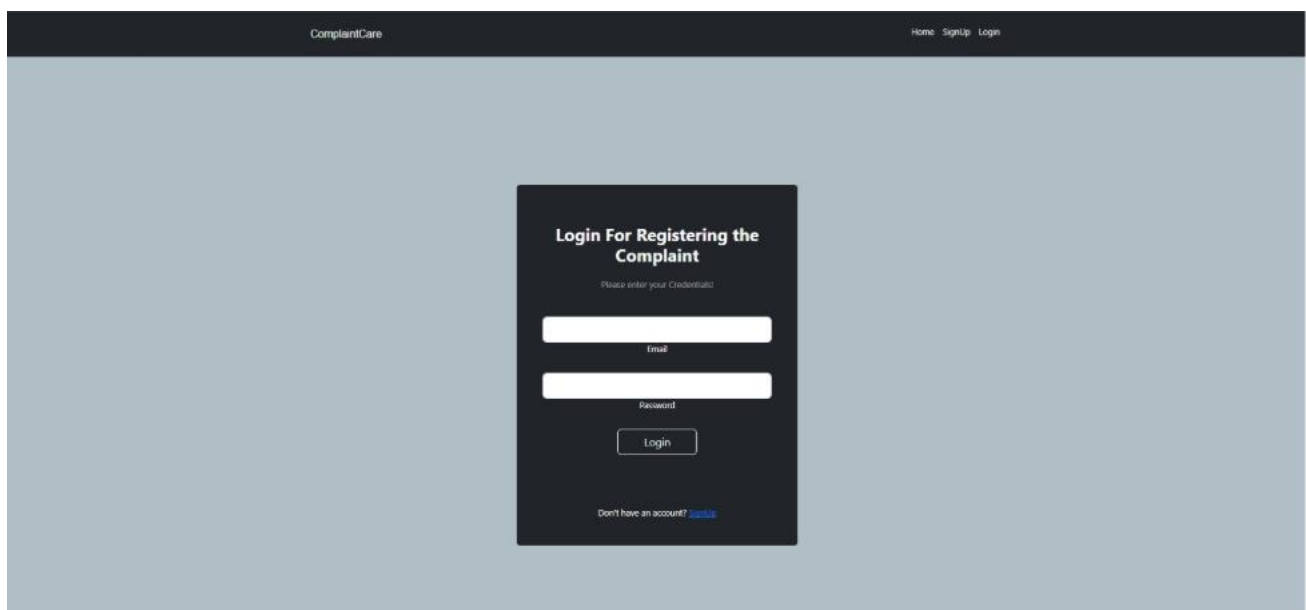 ComplaintCare
Home SignUp Login
Login For Registering the
Complaint
Please enter your Credentials!
Email
Password
Login
Don't have an account? SignUp